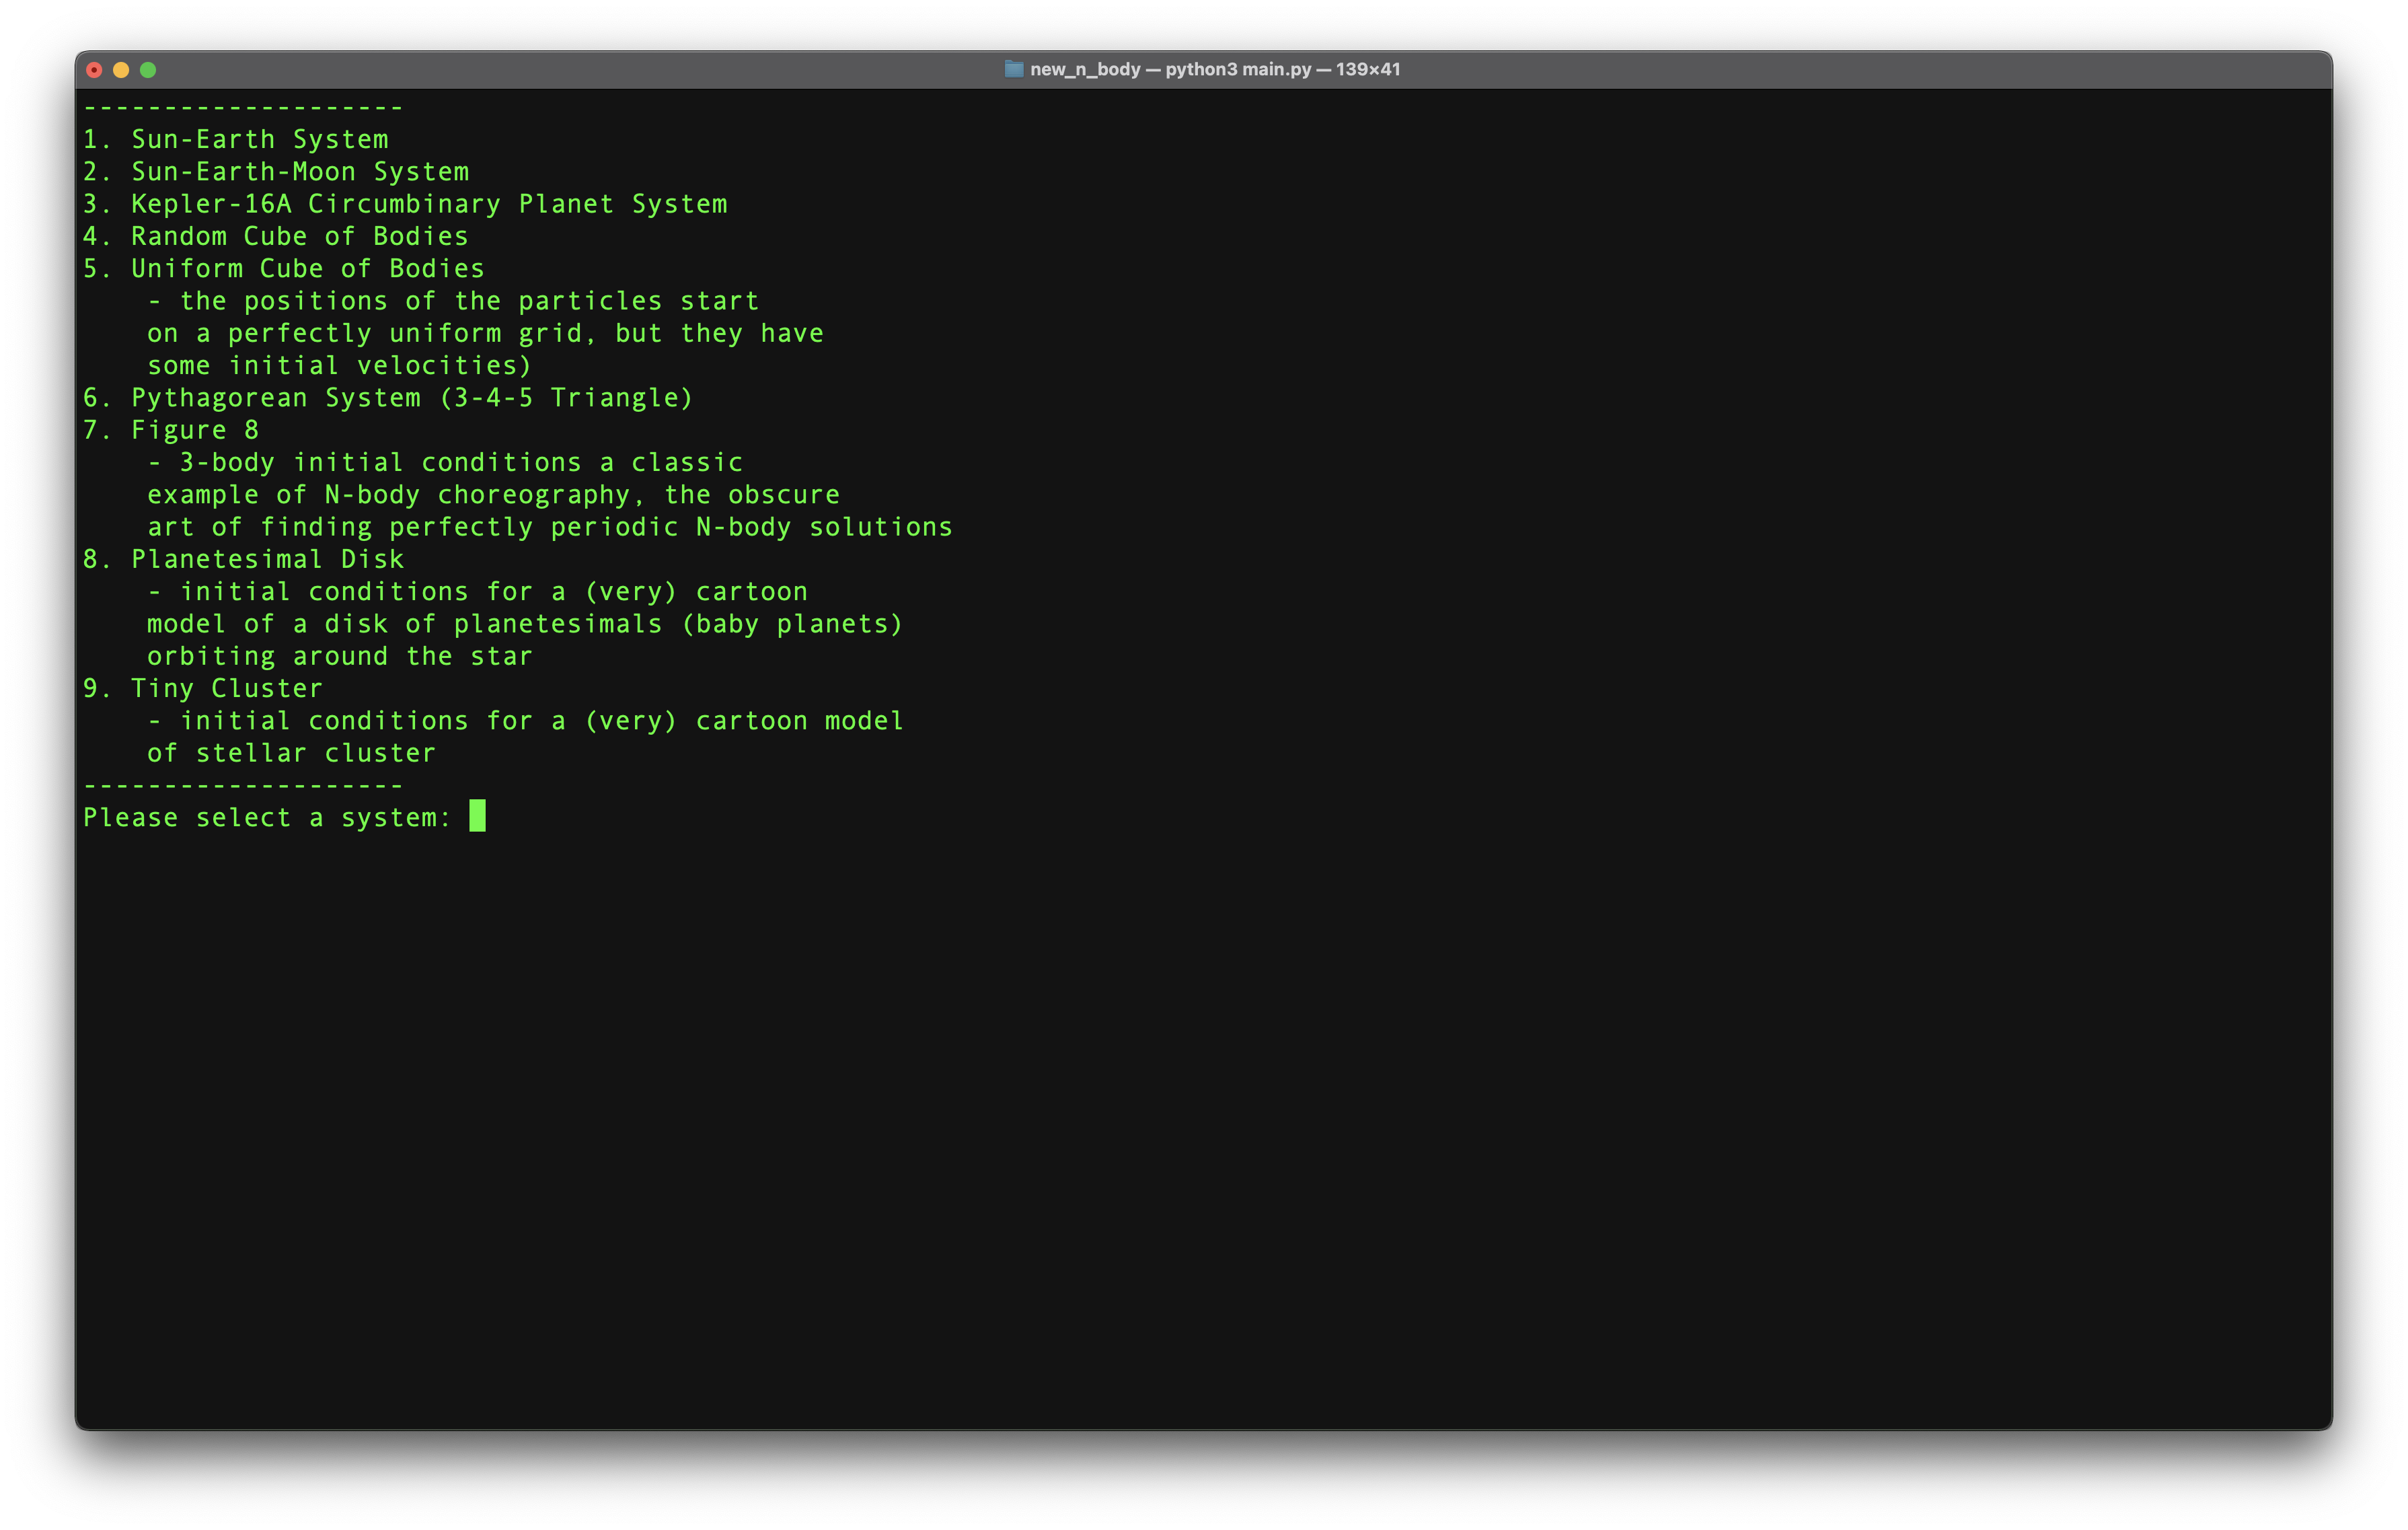 new_n_body — python3 main.py — 139×41
--------------------
1. Sun-Earth System
2. Sun-Earth-Moon System
3. Kepler-16A Circumbinary Planet System
4. Random Cube of Bodies
5. Uniform Cube of Bodies
    - the positions of the particles start
    on a perfectly uniform grid, but they have
    some initial velocities)
6. Pythagorean System (3-4-5 Triangle)
7. Figure 8
    - 3-body initial conditions a classic
    example of N-body choreography, the obscure
    art of finding perfectly periodic N-body solutions
8. Planetesimal Disk
    - initial conditions for a (very) cartoon
    model of a disk of planetesimals (baby planets)
    orbiting around the star
9. Tiny Cluster
    - initial conditions for a (very) cartoon model
    of stellar cluster
--------------------
Please select a system: